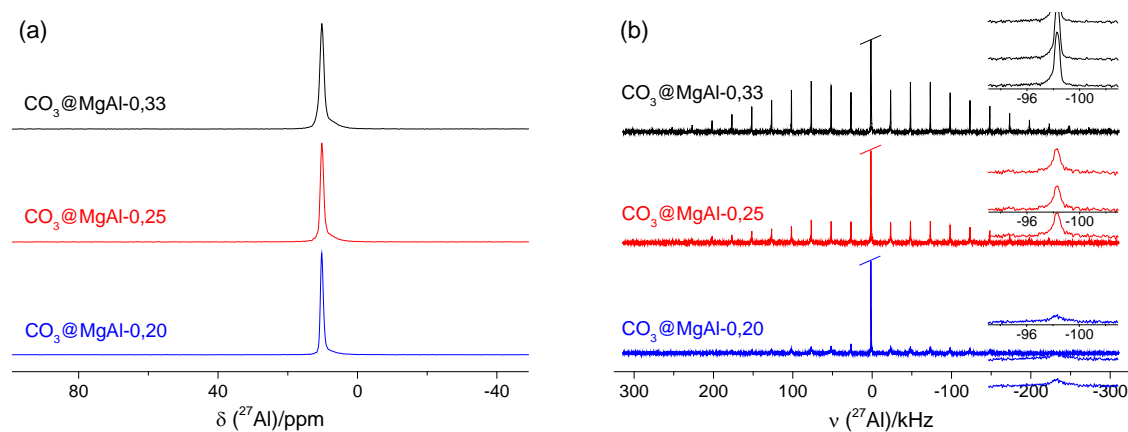 (a)
CO3@MgAl-0,33
CO3@MgAl-0,25
CO3@MgAl-0,20
80 40 0 -40
δ (27Al)/ppm
(b)
CO3@MgAl-0,33
-96 -100
CO3@MgAl-0,25
-96 -100
CO3@MgAl-0,20
-96 -100
300 200 100 0 -100 -200 -300
ν (27Al)/kHz